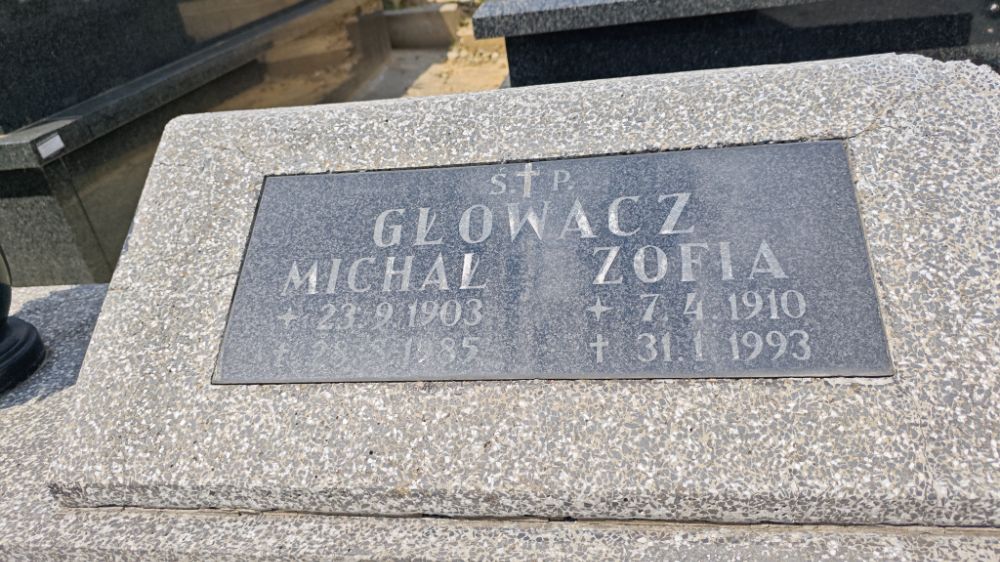 Ś. † P.
GŁOWACZ
MICHAŁ ZOFIA
23.9.1903 7.4.1910
1985 † 31.1.1993